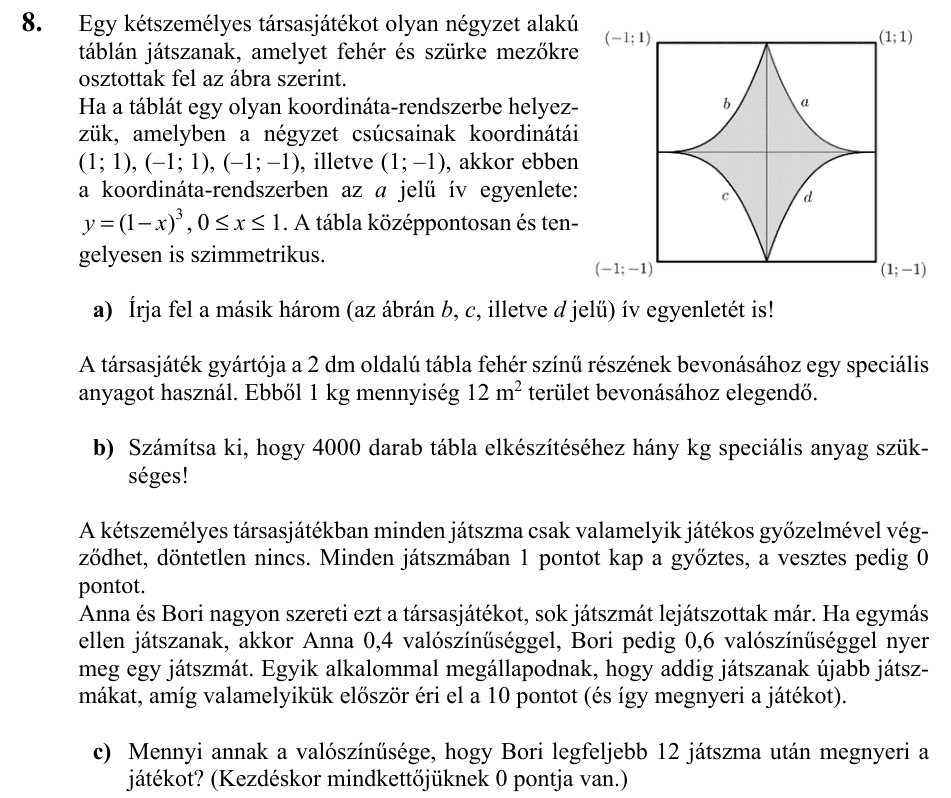 8. Egy kétszemélyes társasjátékot olyan négyzet alakú
táblán játszanak, amelyet fehér és szürke mezőkre
osztottak fel az ábra szerint.
Ha a táblát egy olyan koordináta-rendszerbe helyez-
zük, amelyben a négyzet csúcsainak koordinátái
(1; 1), (–1; 1), (–1; –1), illetve (1; –1), akkor ebben
a koordináta-rendszerben az a jelű ív egyenlete:
y = (1 – x)³, 0 ≤ x ≤ 1. A tábla középpontosan és ten-
gelyesen is szimmetrikus.
(−1; 1)
(1; 1)
b
a
c
d
(−1; −1)
(1; −1)
a) Írja fel a másik három (az ábrán b, c, illetve d jelű) ív egyenletét is!
A társasjáték gyártója a 2 dm oldalú tábla fehér színű részének bevonásához egy speciális
anyagot használ. Ebből 1 kg mennyiség 12 m² terület bevonásához elegendő.
b) Számítsa ki, hogy 4000 darab tábla elkészítéséhez hány kg speciális anyag szük-
séges!
A kétszemélyes társasjátékban minden játszma csak valamelyik játékos győzelmével vég-
ződhet, döntetlen nincs. Minden játszmában 1 pontot kap a győztes, a vesztes pedig 0
pontot.
Anna és Bori nagyon szereti ezt a társasjátékot, sok játszmát lejátszottak már. Ha egymás
ellen játszanak, akkor Anna 0,4 valószínűséggel, Bori pedig 0,6 valószínűséggel nyer
meg egy játszmát. Egyik alkalommal megállapodnak, hogy addig játszanak újabb játsz-
mákat, amíg valamelyikük először éri el a 10 pontot (és így megnyeri a játékot).
c) Mennyi annak a valószínűsége, hogy Bori legfeljebb 12 játszma után megnyeri a
játékot? (Kezdéskor mindkettőjüknek 0 pontja van.)